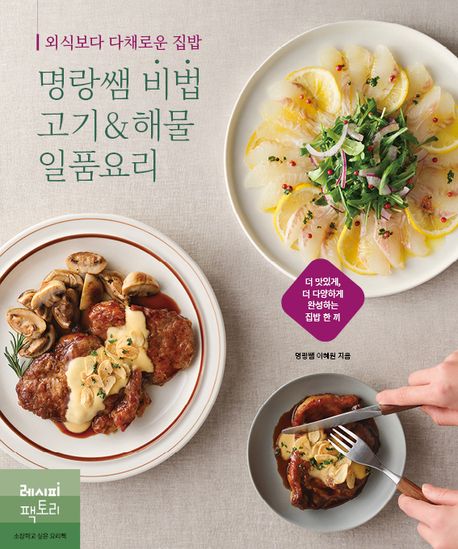 외식보다 다채로운 집밥
명랑쌤 비법
고기&해물
일품요리
더 맛있게,
더 다양하게
완성하는
집밥 한 끼
명랑쌤 이혜원 지음
레시피
팩토리
소장하고 싶은 요리책